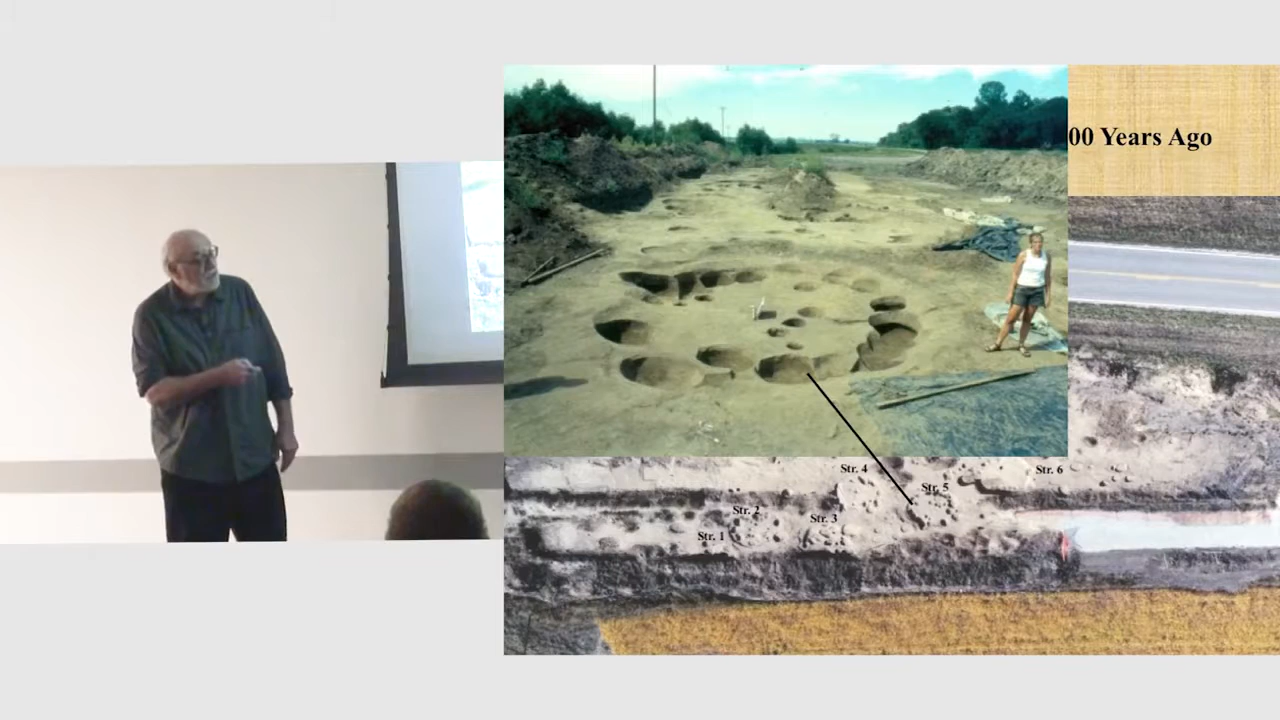 00 Years Ago
Str. 4
Str. 6
Str. 5
Str. 2
Str. 3
Str. 1